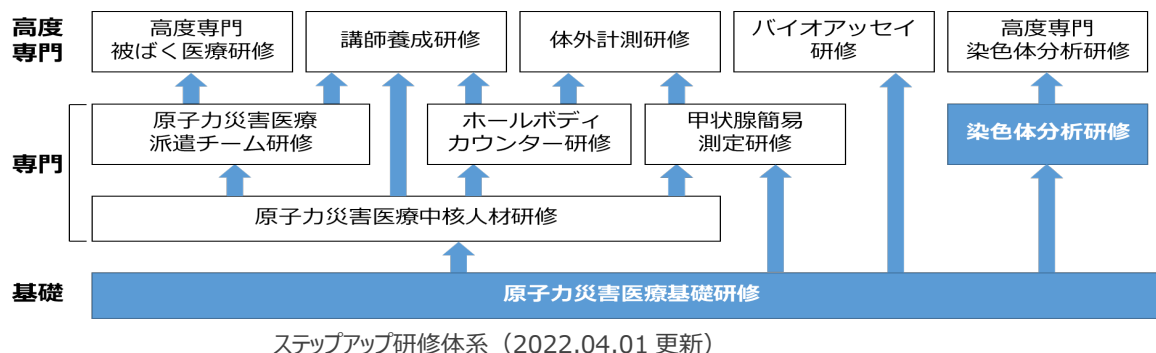 高度
専門
高度専門
被ばく医療研修
講師養成研修
体外計測研修
バイオアッセイ
研修
高度専門
染色体分析研修
専門
原子力災害医療
派遣チーム研修
ホールボディ
カウンター研修
甲状腺簡易
測定研修
染色体分析研修
原子力災害医療中核人材研修
基礎
原子力災害医療基礎研修
ステップアップ研修体系（2022.04.01 更新）